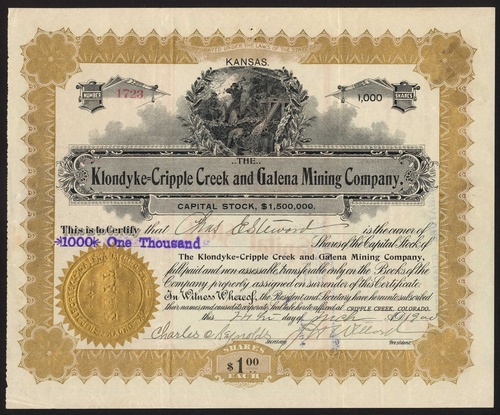 INCORPORATED UNDER THE LAWS OF THE STATE OF
KANSAS.
NUMBER
1723
1,000
SHARES
..THE..
Klondyke=Cripple Creek and Galena Mining Company.
CAPITAL STOCK, $1,500,000.
This is to Certify that Chas E. Stewood is the owner of
*1000* One Thousand Shares of the Capital Stock of
The Klondyke-Cripple Creek and Galena Mining Company,
full paid and non assessable, transferable only on the Books of the
Company, properly assigned on surrender of this Certificate.
In Witness Whereof, the President and Secretary have hereunto subscribed
their names and caused its corporate seal to be hereto affixed at CRIPPLE CREEK, COLORADO.
this day of 1900
Charles C Reynolds
Secretary
President
SHARES
$1.00
EACH